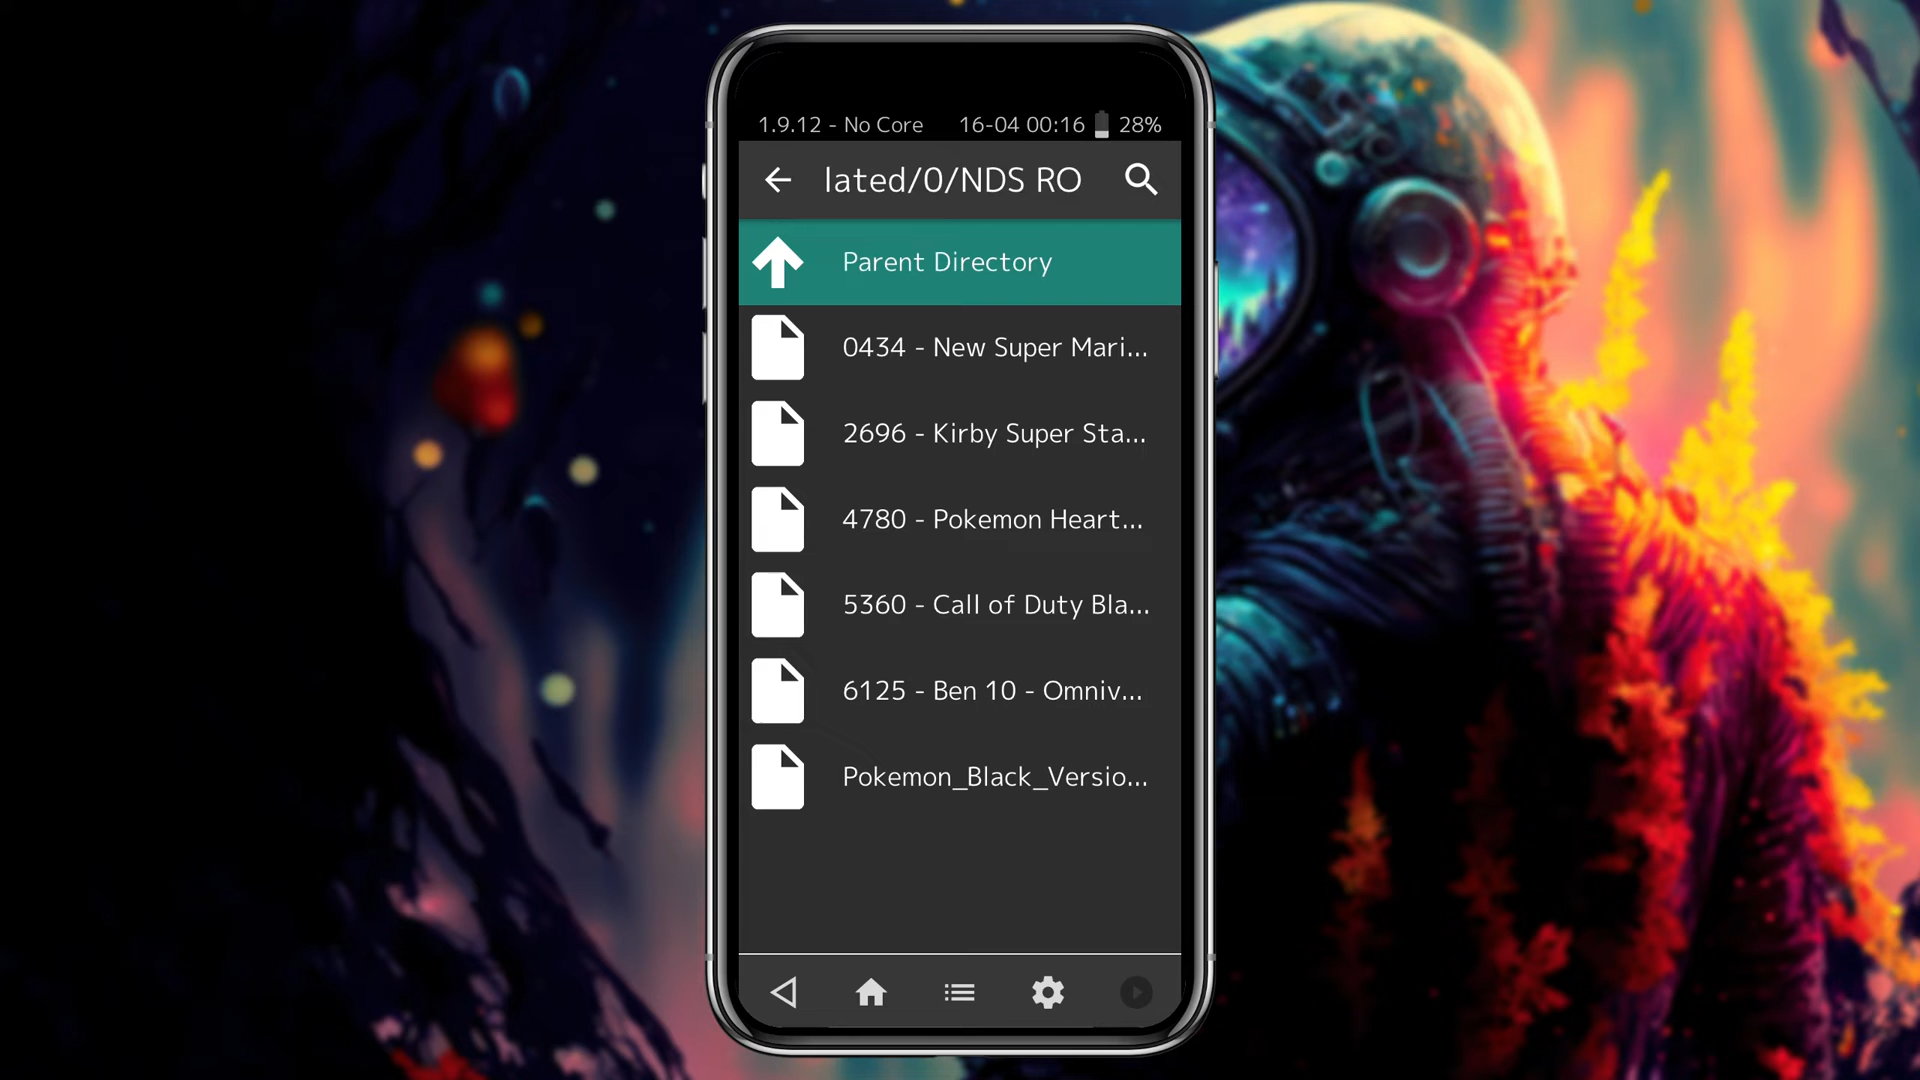 1.9.12 - No Core 16-04 00:16 28%
lated/0/NDS RO
Parent Directory
0434 - New Super Mari...
2696 - Kirby Super Sta...
4780 - Pokemon Heart...
5360 - Call of Duty Bla...
6125 - Ben 10 - Omniv...
Pokemon_Black_Versio...